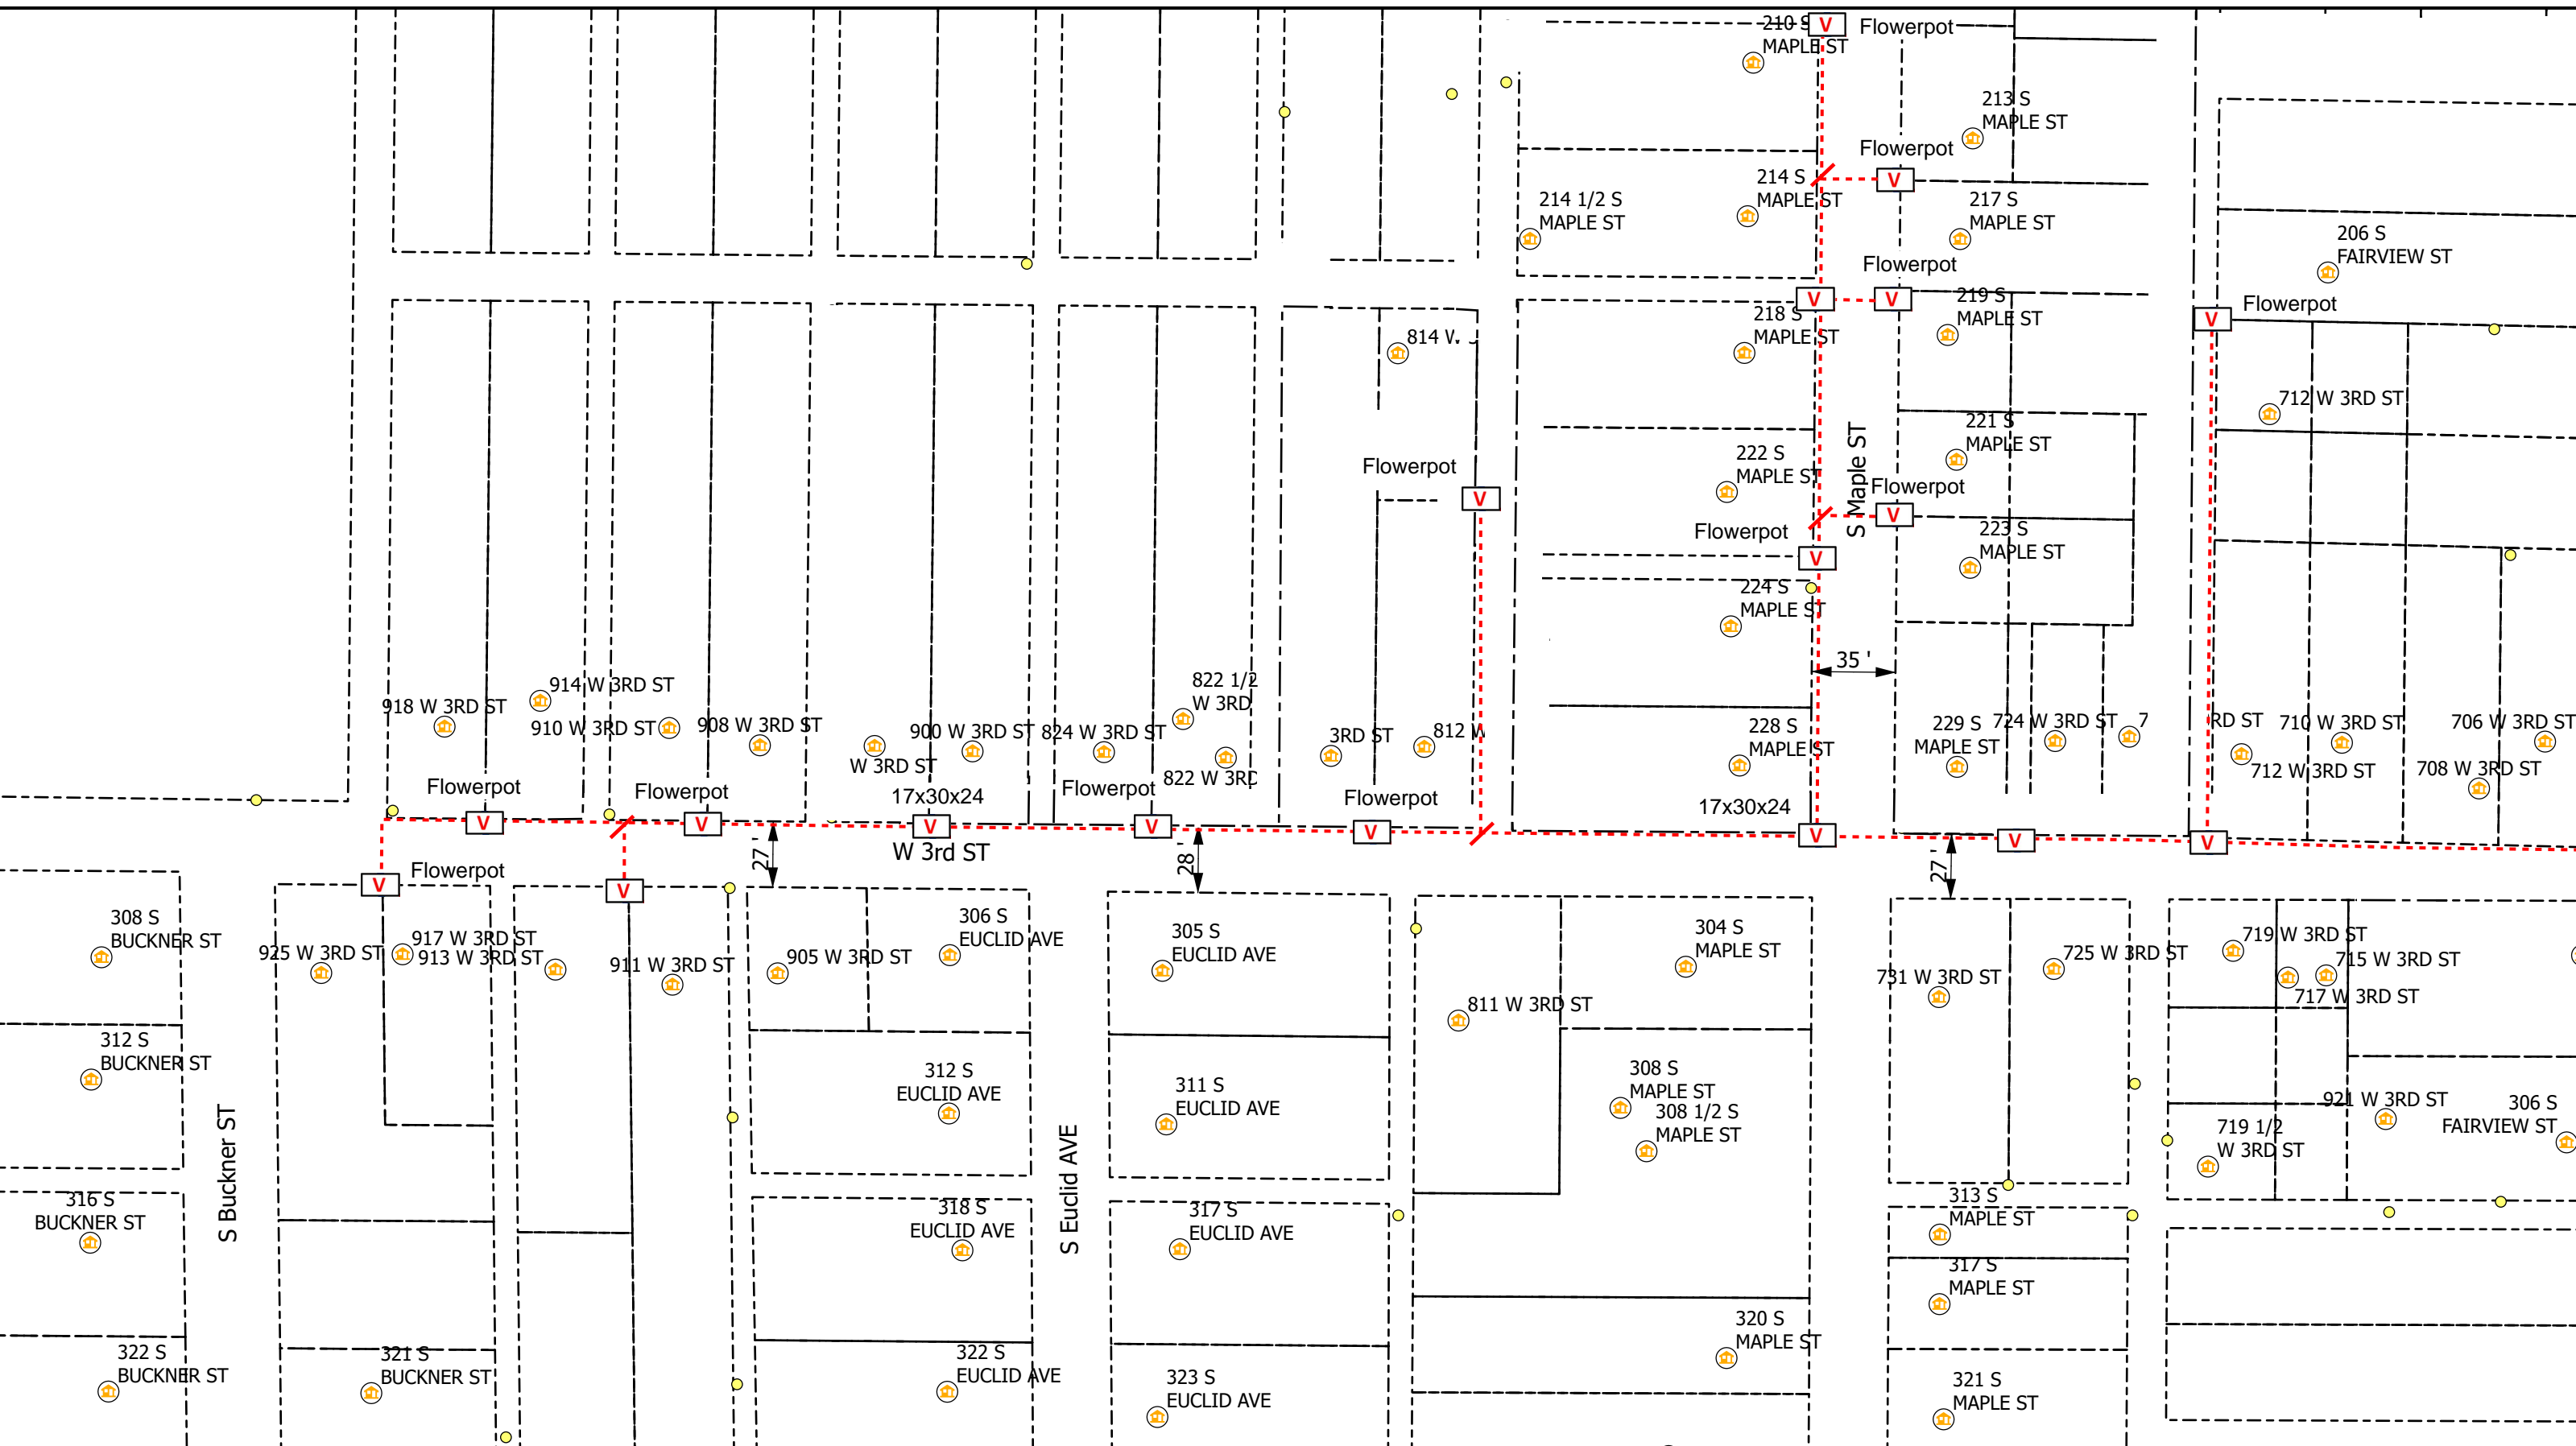 210 S
MAPLE ST
V
Flowerpot
213 S
MAPLE ST
Flowerpot
V
214 S
MAPLE ST
214 1/2 S
MAPLE ST
217 S
MAPLE ST
206 S
FAIRVIEW ST
Flowerpot
V
V
219 S
MAPLE ST
Flowerpot
V
218 S
MAPLE ST
814 W
712 W 3RD ST
221 S
MAPLE ST
S Maple ST
222 S
MAPLE ST
Flowerpot
V
Flowerpot
V
Flowerpot
V
223 S
MAPLE ST
224 S
MAPLE ST
35 '
918 W 3RD ST
914 W 3RD ST
910 W 3RD ST
908 W 3RD ST
W 3RD ST
900 W 3RD ST
824 W 3RD ST
822 1/2
W 3RD
822 W
3RD ST
812 W
228 S
MAPLE ST
229 S
MAPLE ST
724 W 3RD ST
7
RD ST
710 W 3RD ST
706 W 3RD ST
712 W 3RD ST
708 W 3RD ST
Flowerpot
V
Flowerpot
V
17x30x24
V
Flowerpot
V
Flowerpot
V
17x30x24
V
V
V
W 3rd ST
27 '
28 '
27 '
Flowerpot
V
V
308 S
BUCKNER ST
925 W 3RD ST
917 W 3RD ST
913 W 3RD ST
911 W 3RD ST
905 W 3RD ST
306 S
EUCLID AVE
305 S
EUCLID AVE
304 S
MAPLE ST
731 W 3RD ST
725 W 3RD ST
719 W 3RD ST
715 W 3RD ST
717 W 3RD ST
811 W 3RD ST
312 S
BUCKNER ST
312 S
EUCLID AVE
311 S
EUCLID AVE
308 S
MAPLE ST
308 1/2 S
MAPLE ST
921 W 3RD ST
306 S
FAIRVIEW ST
719 1/2
W 3RD ST
S Buckner ST
S Euclid AVE
316 S
BUCKNER ST
318 S
EUCLID AVE
317 S
EUCLID AVE
313 S
MAPLE ST
317 S
MAPLE ST
320 S
MAPLE ST
322 S
BUCKNER ST
321 S
BUCKNER ST
322 S
EUCLID AVE
323 S
EUCLID AVE
321 S
MAPLE ST